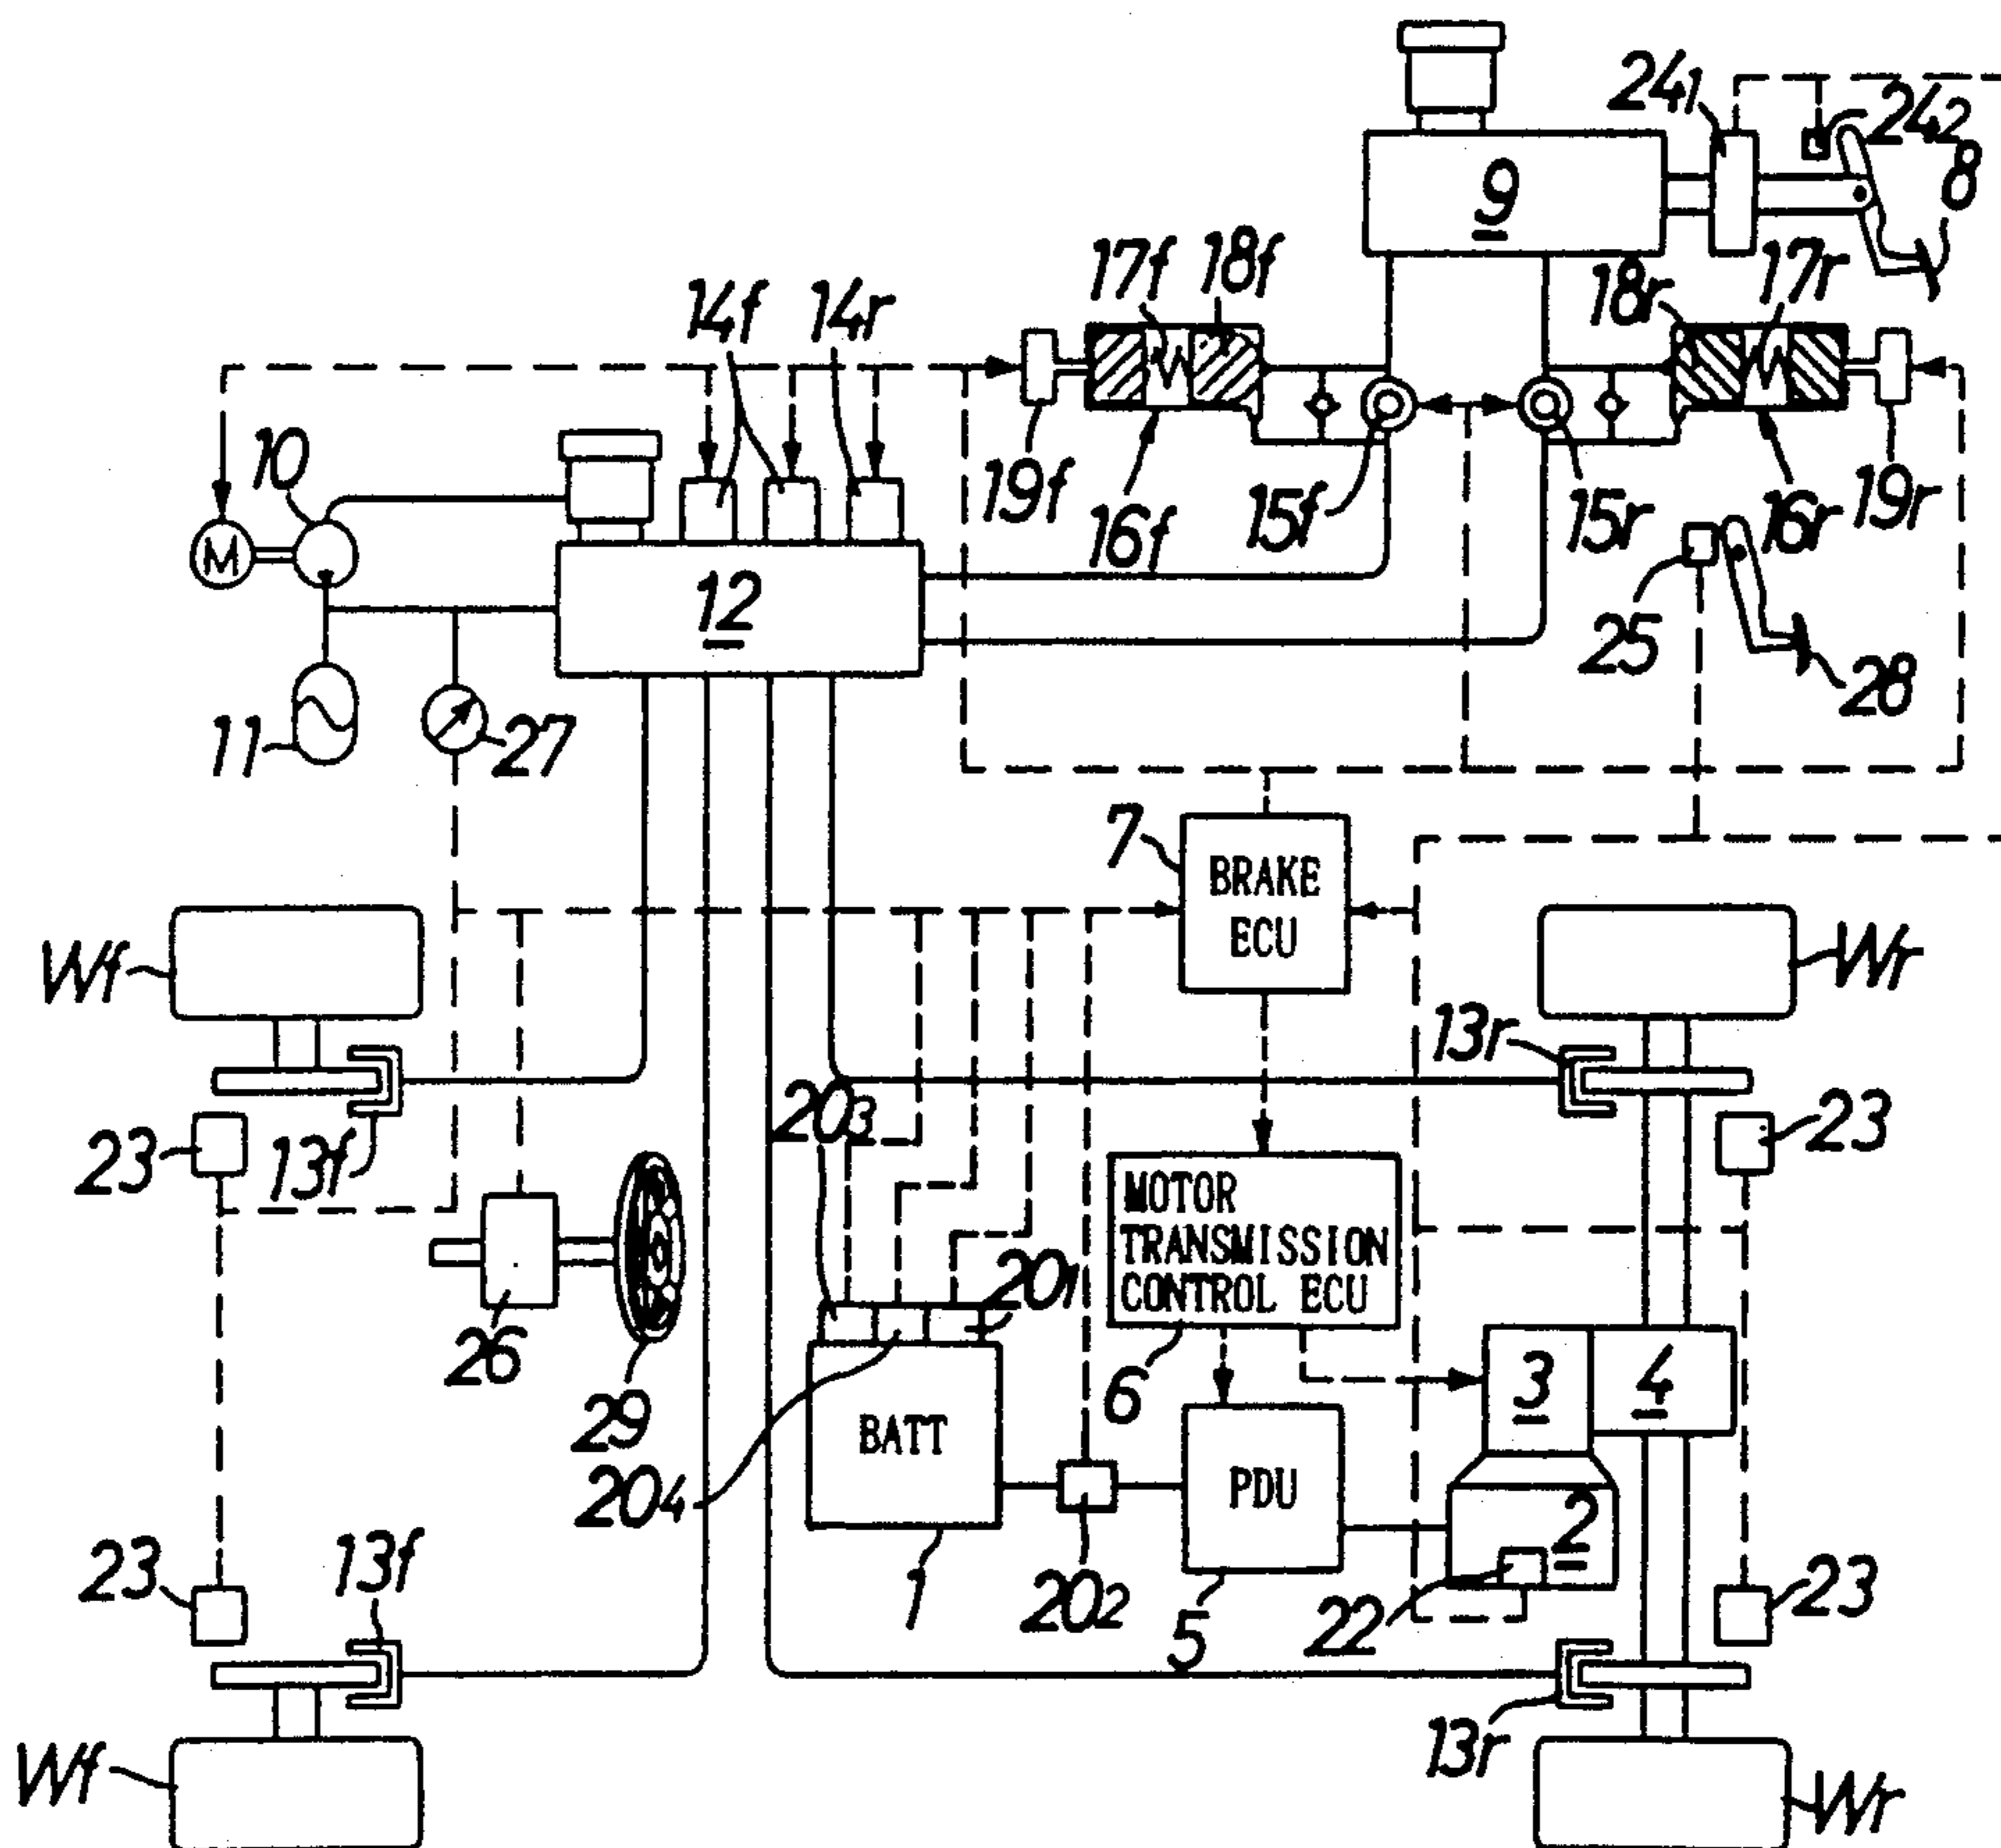 24₁
24₂
9
8
17f
18f
17r
18r
14f
14r
10
19f
16f
15f
15r
16r
19r
M
12
25
28
11
27
7
BRAKE
ECU
Wf
Wr
13r
20₃
23
13f
23
MOTOR
TRANSMISSION
CONTROL ECU
20₁
26
29
6
3
4
BATT
20₄
PDU
2
23
13f
1
20₂
5
22
23
13r
Wf
Wr